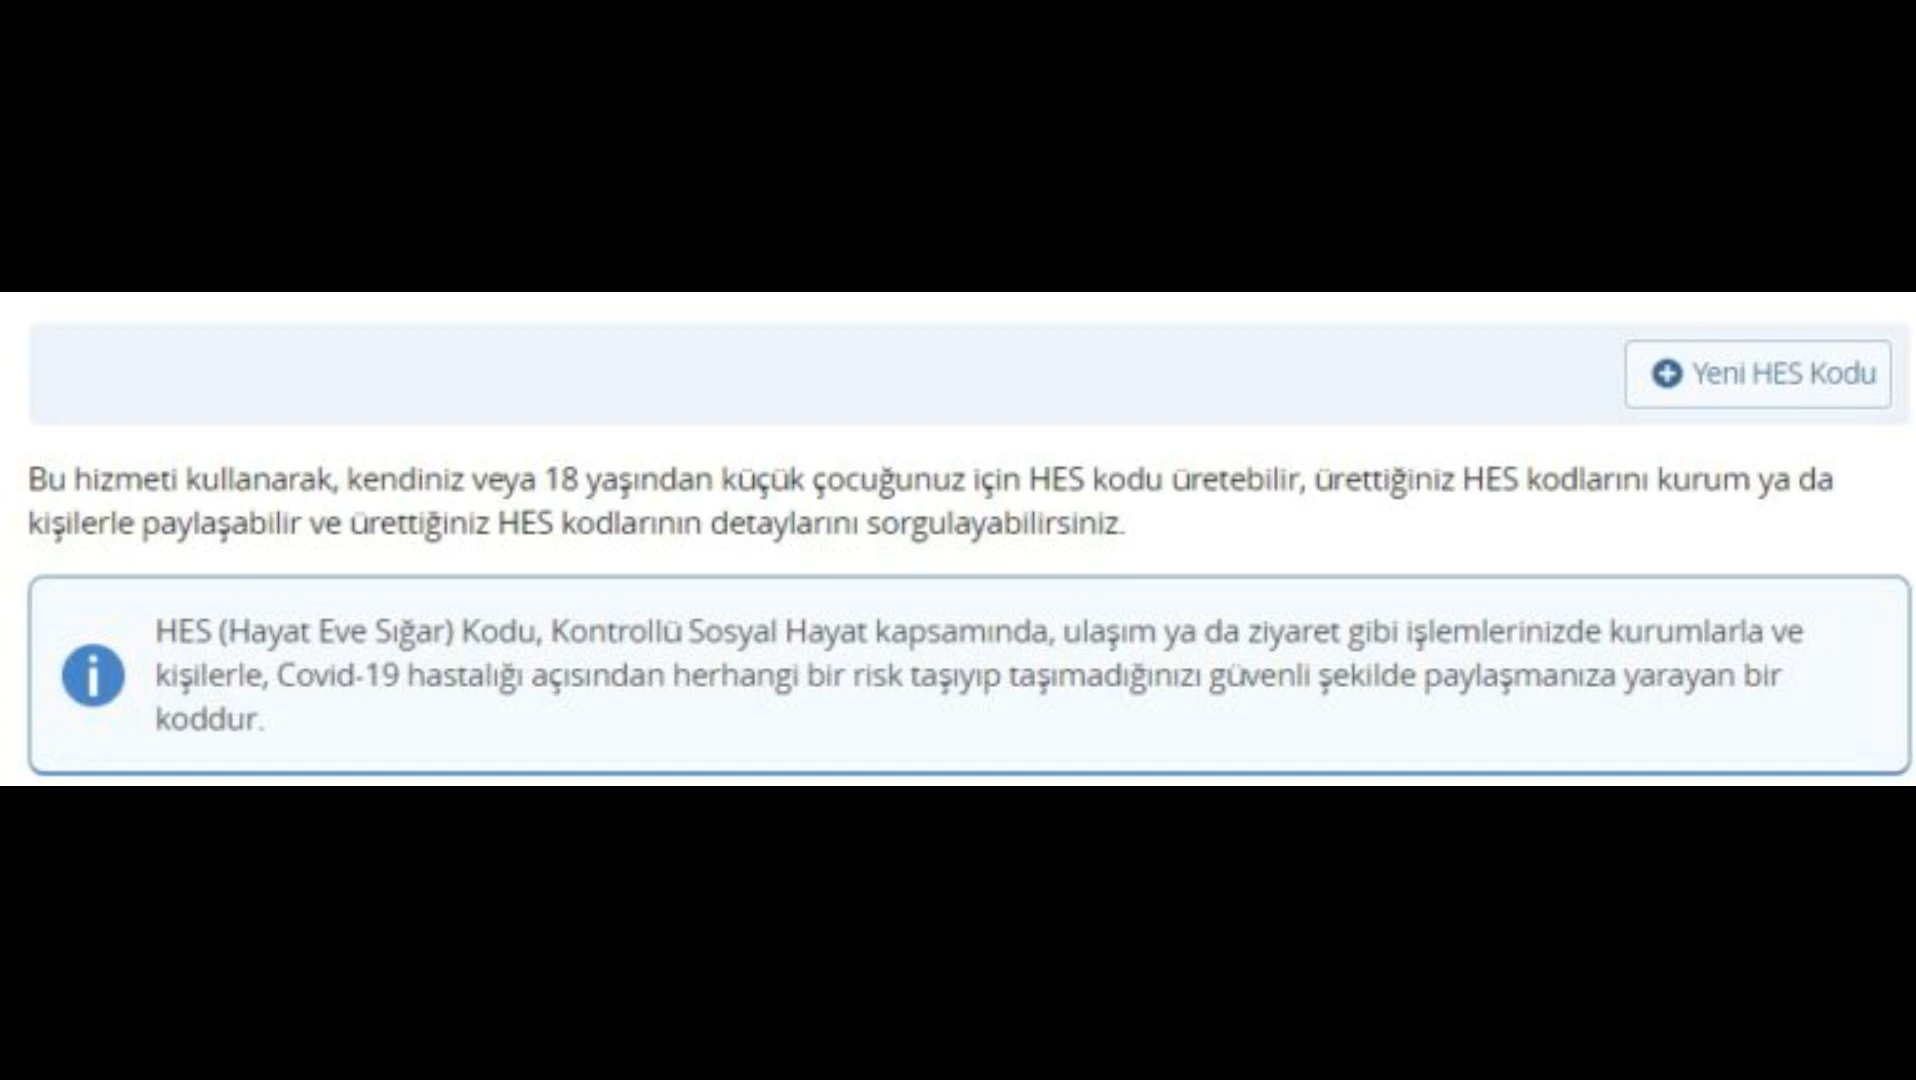 Yeni HES Kodu
Bu hizmeti kullanarak, kendiniz veya 18 yaşından küçük çocuğunuz için HES kodu üretebilir, ürettiğiniz HES kodlarını kurum ya da
kişilerle paylaşabilir ve ürettiğiniz HES kodlarının detaylarını sorgulayabilirsiniz.
HES (Hayat Eve Sığar) Kodu, Kontrollü Sosyal Hayat kapsamında, ulaşım ya da ziyaret gibi işlemlerinizde kurumlarla ve
kişilerle, Covid-19 hastalığı açısından herhangi bir risk taşıyıp taşımadığınızı güvenli şekilde paylaşmanıza yarayan bir
koddur.